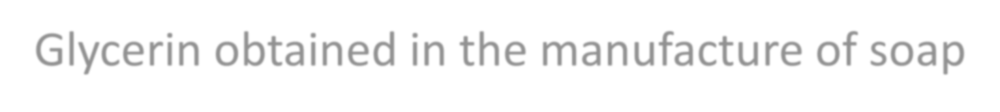 Glycerin obtained in the manufacture of soap